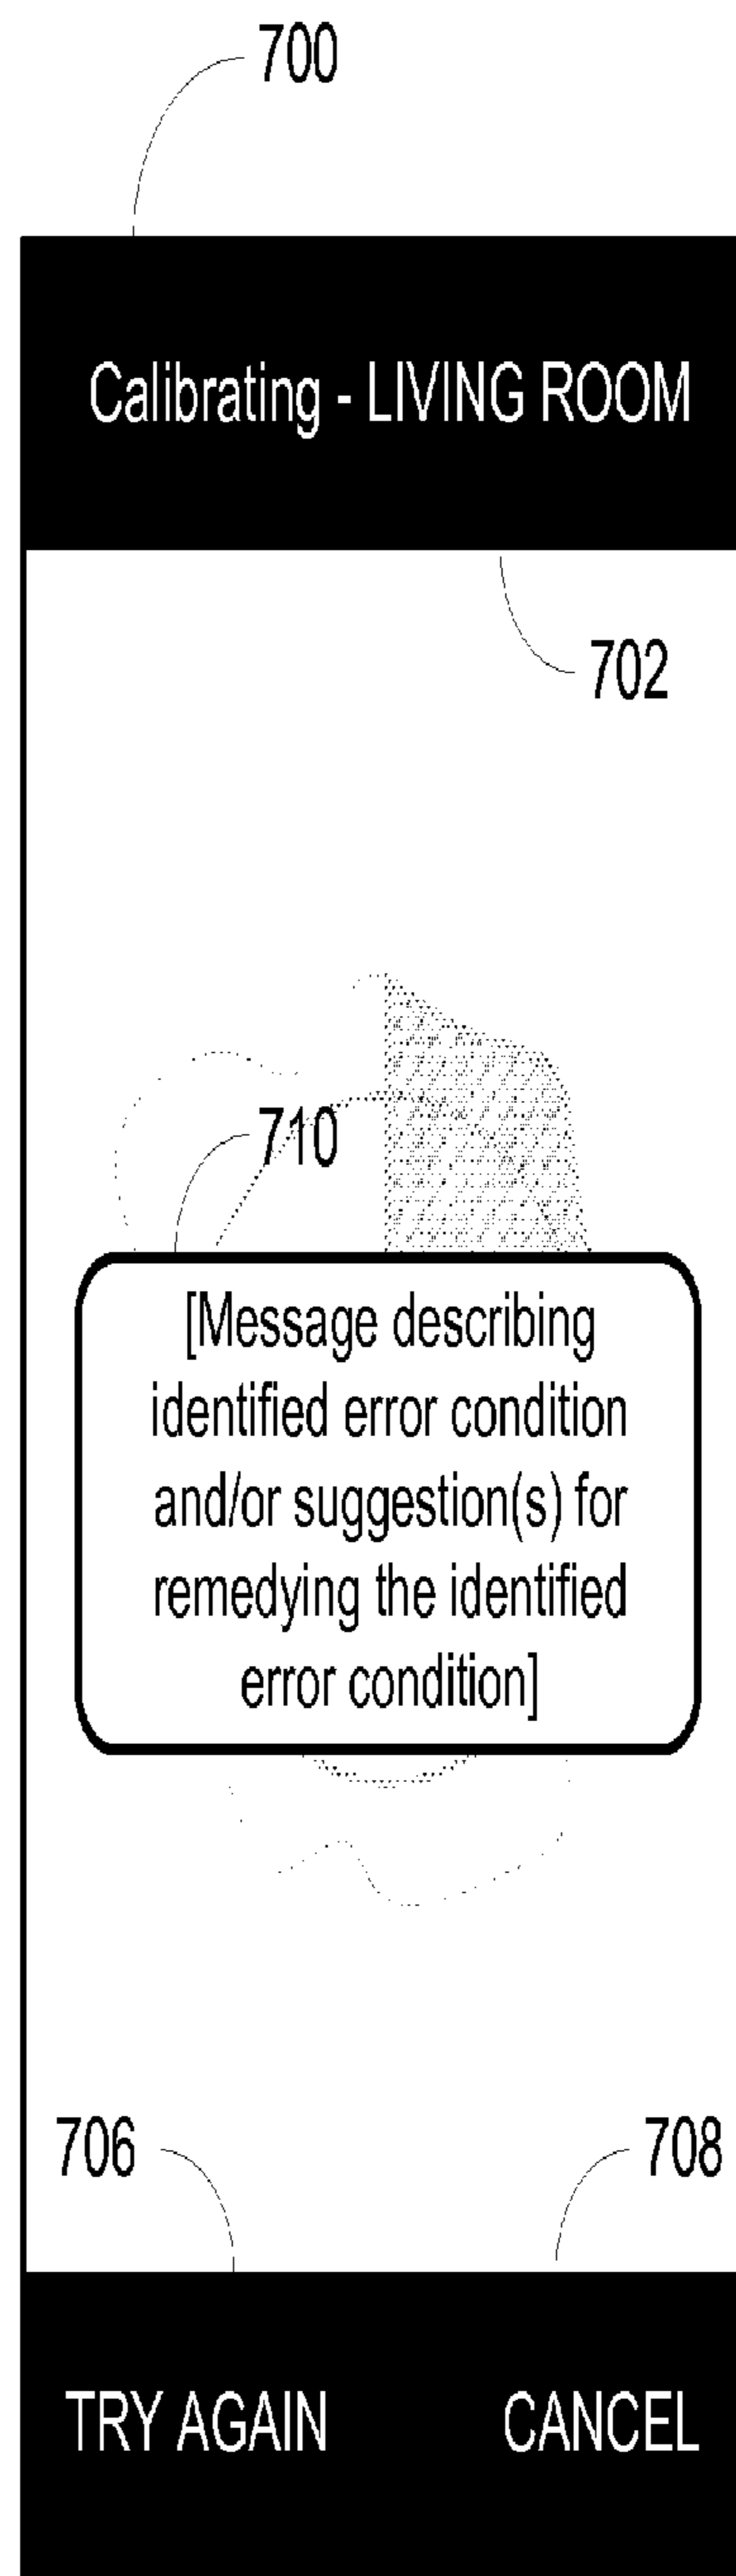 700
Calibrating - LIVING ROOM
702
710
[Message describing
identified error condition
and/or suggestion(s) for
remedying the identified
error condition]
706
708
TRY AGAIN
CANCEL